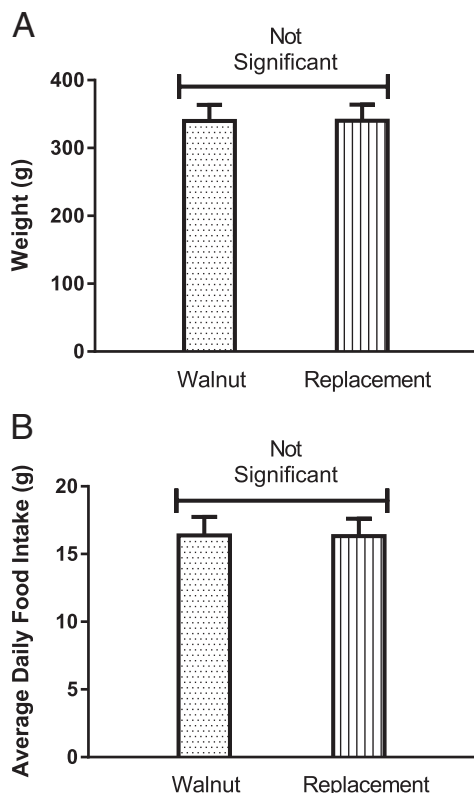 A
Not
Significant
Weight (g)
400
300
200
100
0
Walnut Replacement
B
Not
Significant
Average Daily Food Intake (g)
20
15
10
5
0
Walnut Replacement